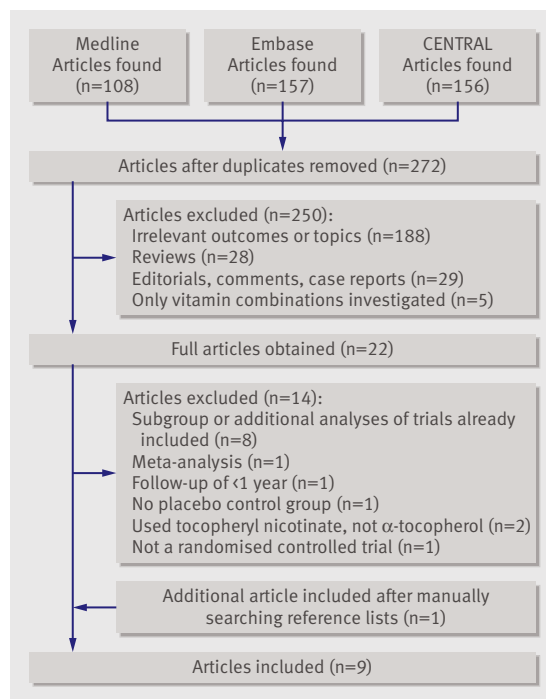 Medline
Articles found
(n=108)
Embase
Articles found
(n=157)
CENTRAL
Articles found
(n=156)
Articles after duplicates removed (n=272)
Articles excluded (n=250):
Irrelevant outcomes or topics (n=188)
Reviews (n=28)
Editorials, comments, case reports (n=29)
Only vitamin combinations investigated (n=5)
Full articles obtained (n=22)
Articles excluded (n=14):
Subgroup or additional analyses of trials already
included (n=8)
Meta-analysis (n=1)
Follow-up of <1 year (n=1)
No placebo control group (n=1)
Used tocopheryl nicotinate, not α-tocopherol (n=2)
Not a randomised controlled trial (n=1)
Additional article included after manually
searching reference lists (n=1)
Articles included (n=9)